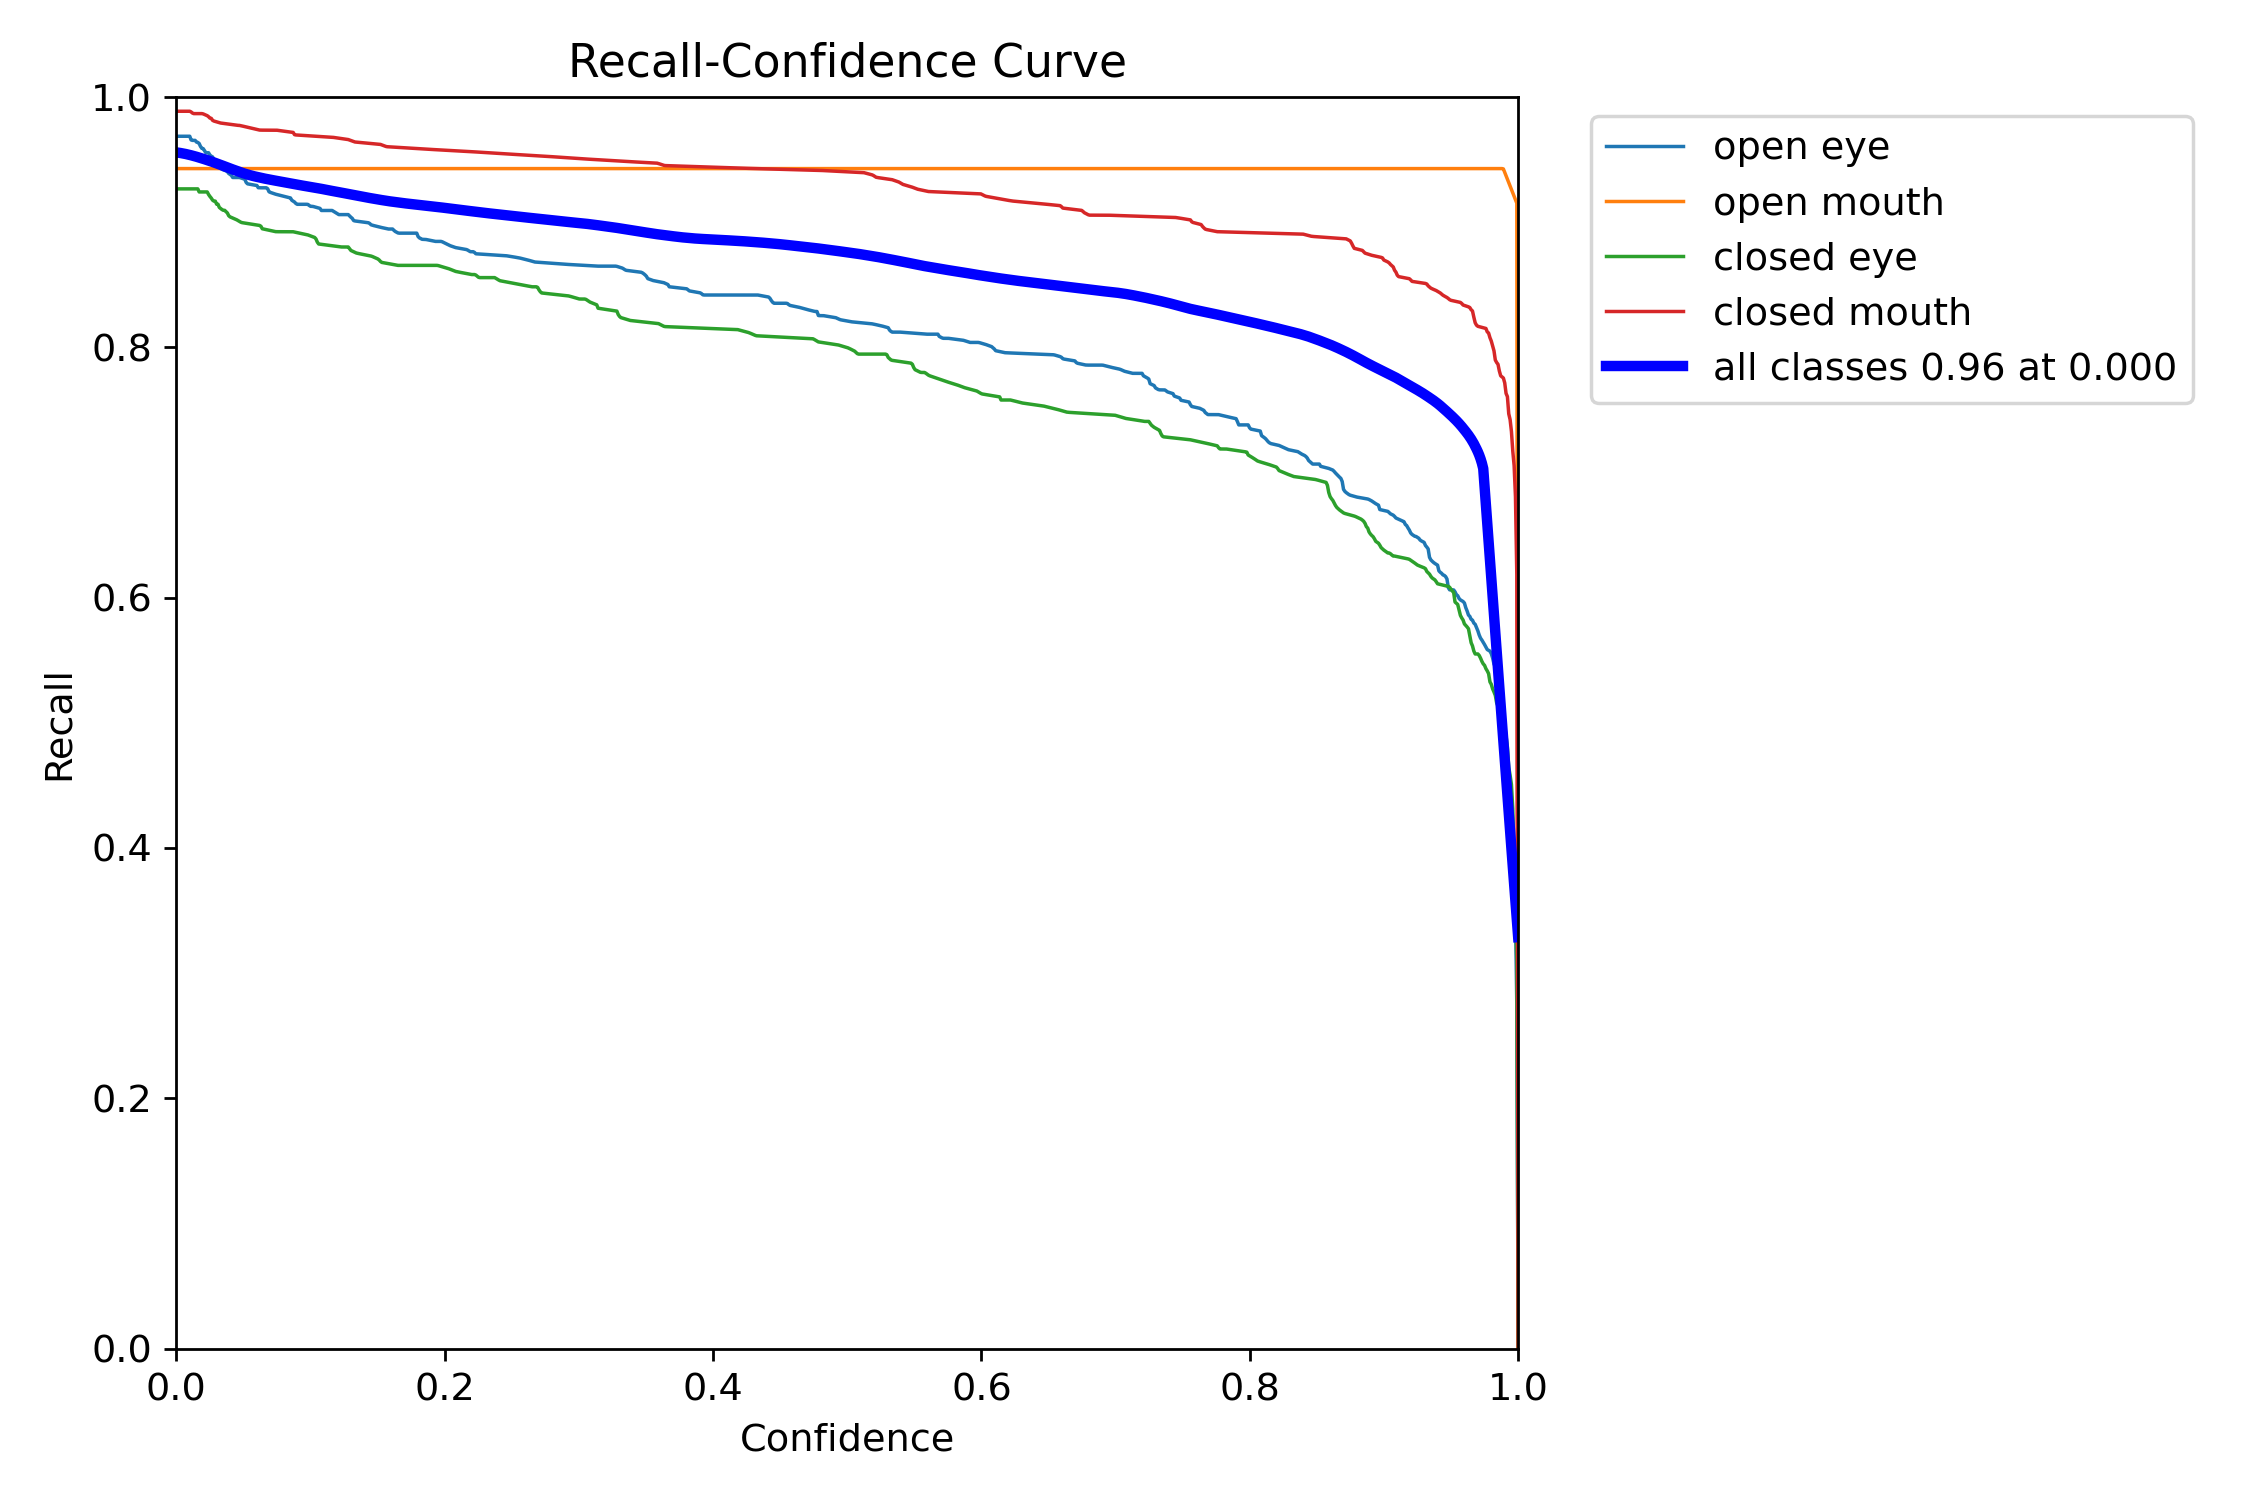 Recall-Confidence Curve
1.0
0.8
0.6
0.4
0.2
0.0
Recall
0.0 0.2 0.4 0.6 0.8 1.0
Confidence
open eye
open mouth
closed eye
closed mouth
all classes 0.96 at 0.000